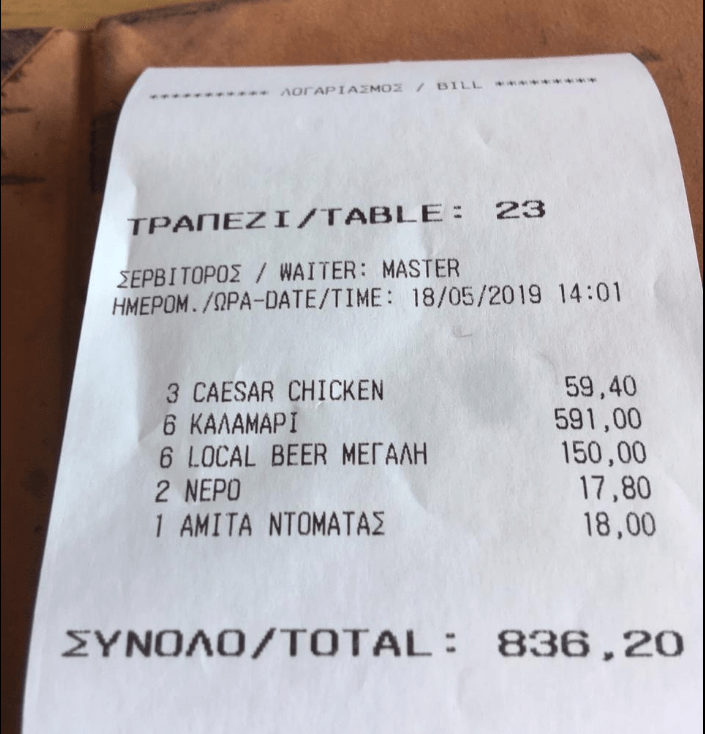 *********** ΛΟΓΑΡΙΑΣΜΟΣ / BILL *********
ΤΡΑΠΕΖΙ/TABLE: 23
ΣΕΡΒΙΤΟΡΟΣ / WAITER: MASTER
ΗΜΕΡΟΜ./ΩΡΑ-DATE/TIME: 18/05/2019 14:01
3 CAESAR CHICKEN 59,40
6 ΚΑΛΑΜΑΡΙ 591,00
6 LOCAL BEER ΜΕΓΑΛΗ 150,00
2 ΝΕΡΟ 17,80
1 ΑΜΙΤΑ ΝΤΟΜΑΤΑΣ 18,00
ΣΥΝΟΛΟ/TOTAL: 836,20